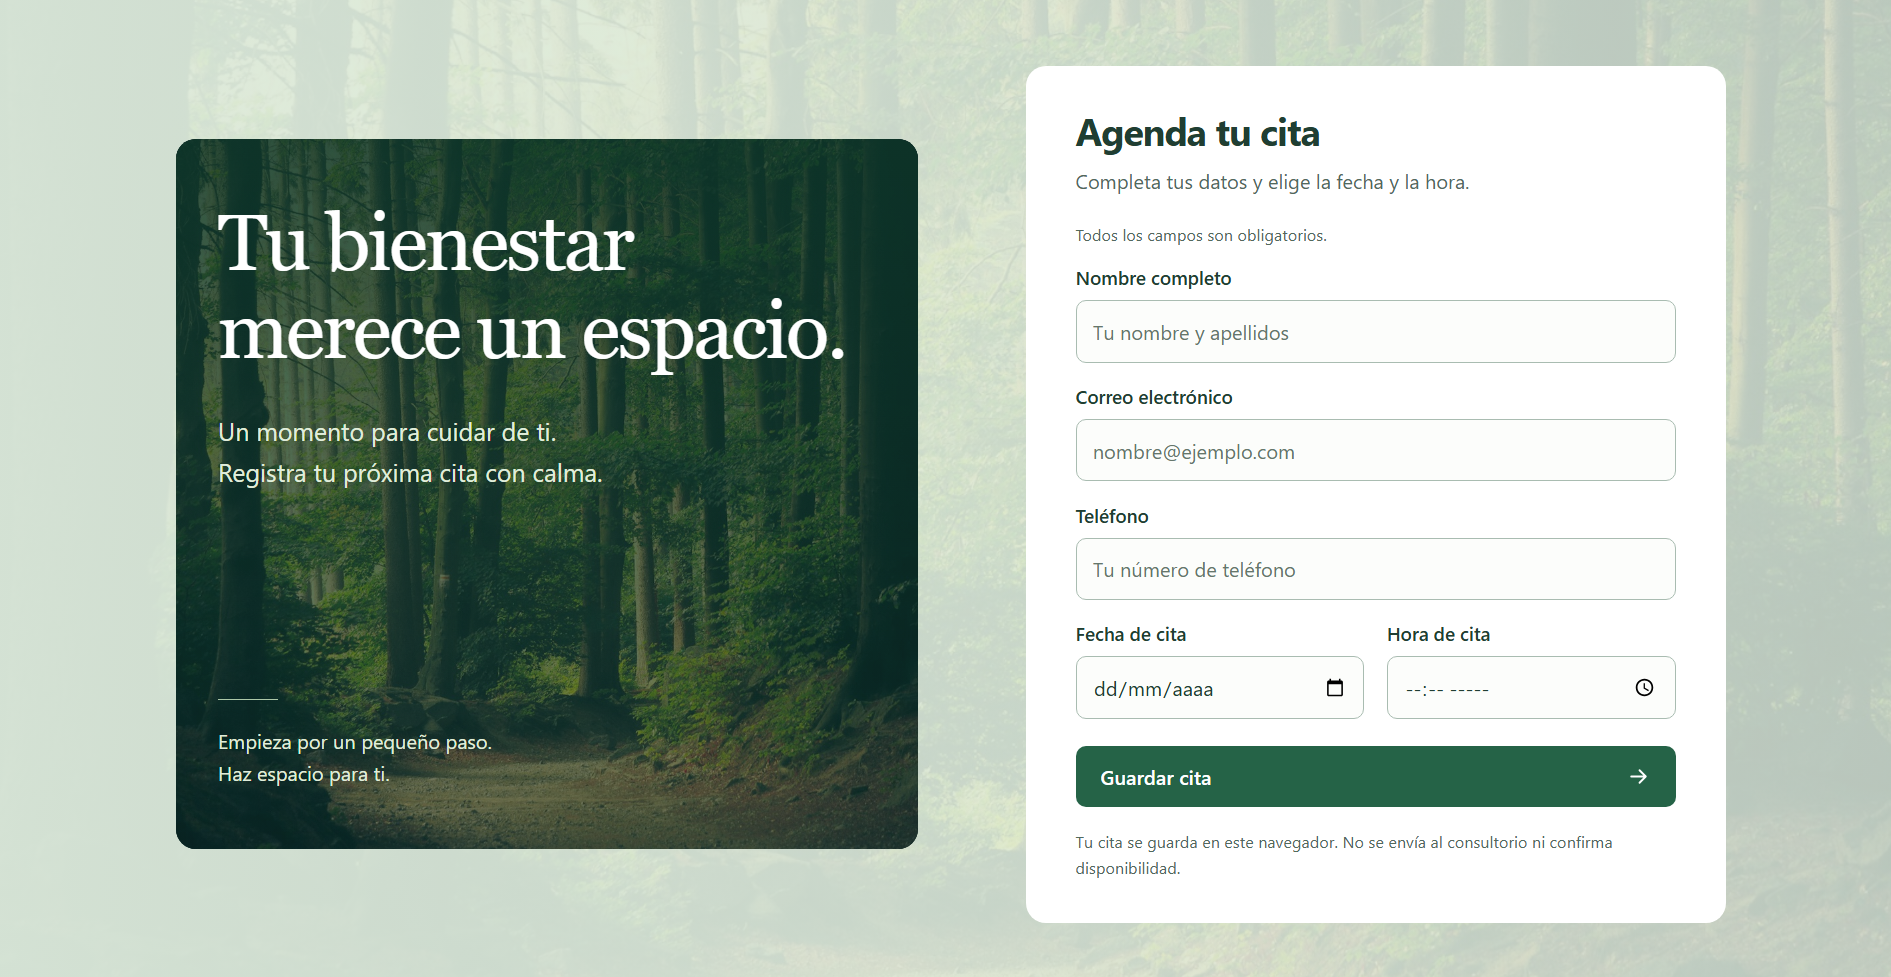 Tu bienestar
merece un espacio.
Un momento para cuidar de ti.
Registra tu próxima cita con calma.
Empieza por un pequeño paso.
Haz espacio para ti.
Agenda tu cita
Completa tus datos y elige la fecha y la hora.
Todos los campos son obligatorios.
Nombre completo
Tu nombre y apellidos
Correo electrónico
nombre@ejemplo.com
Teléfono
Tu número de teléfono
Fecha de cita
dd/mm/aaaa
Hora de cita
--:-- -----
Guardar cita
Tu cita se guarda en este navegador. No se envía al consultorio ni confirma
disponibilidad.